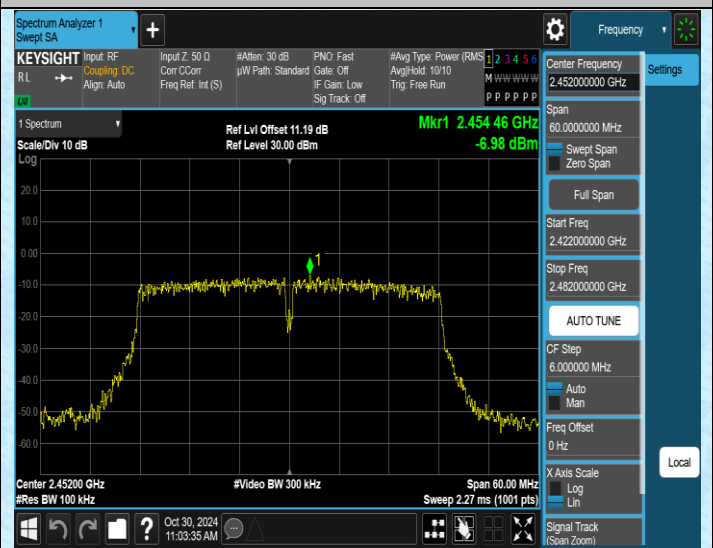 Spectrum Analyzer 1
Swept SA
+
Frequency
KEYSIGHT
RL
LXI
Input: RF
Coupling: DC
Align: Auto
Input Z: 50 Ω
Corr CCorr
Freq Ref: Int (S)
#Atten: 30 dB
µW Path: Standard
PNO: Fast
Gate: Off
IF Gain: Low
Sig Track: Off
#Avg Type: Power (RMS
Avg|Hold: 10/10
Trig: Free Run
1 2 3 4 5 6
M W W W W W
P P P P P P
1 Spectrum
Scale/Div 10 dB
Log
Ref Lvl Offset 11.19 dB
Ref Level 30.00 dBm
Mkr1 2.454 46 GHz
-6.98 dBm
20.0
10.0
0.00
-10.0
-20.0
-30.0
-40.0
-50.0
-60.0
1
Center 2.45200 GHz
#Res BW 100 kHz
#Video BW 300 kHz
Span 60.00 MHz
Sweep 2.27 ms (1001 pts)
Oct 30, 2024
11:03:35 AM
?
Center Frequency
2.452000000 GHz
Span
60.0000000 MHz
Swept Span
Zero Span
Full Span
Start Freq
2.422000000 GHz
Stop Freq
2.482000000 GHz
AUTO TUNE
CF Step
6.000000 MHz
Auto
Man
Freq Offset
0 Hz
X Axis Scale
Log
Lin
Signal Track
(Span Zoom)
Settings
Local